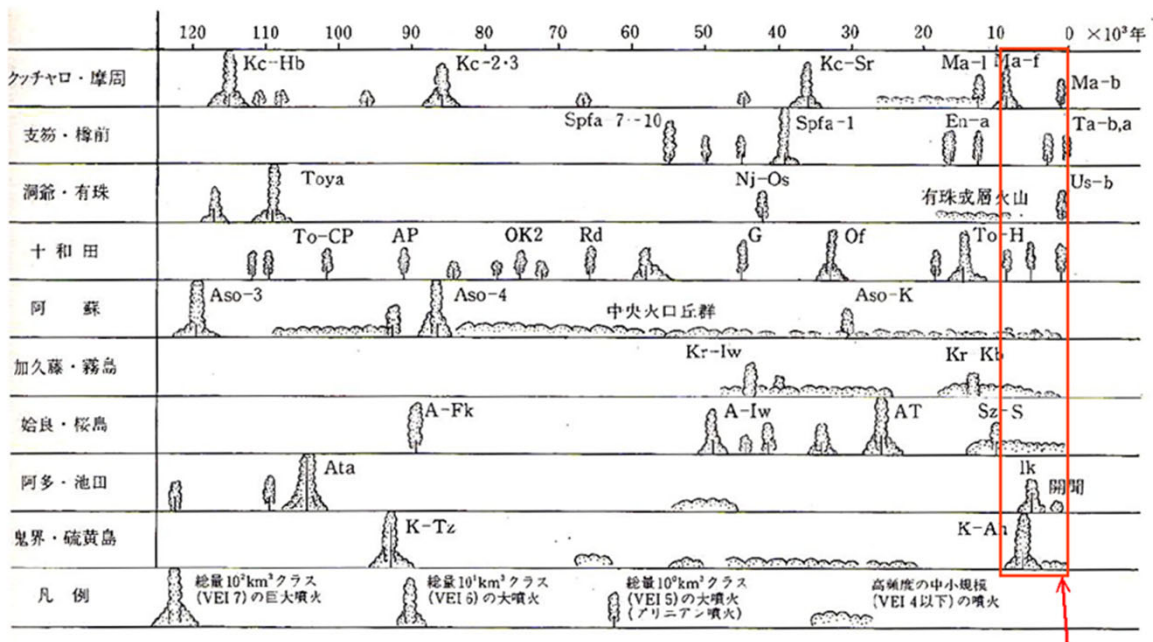 120 110 100 90 80 70 60 50 40 30 20 10 0 ×10³年
クッチャロ・摩周 Kc-Hb Kc-2・3 Kc-Sr Ma-l Ma-f Ma-b
支笏・樽前 Spfa-7--10 Spfa-1 En-a Ta-b,a
洞爺・有珠 Toya Nj-Os 有珠成層火山 Us-b
十和田 To-CP AP OK2 Rd G Of To-H
阿蘇 Aso-3 Aso-4 中央火口丘群 Aso-K
加久藤・霧島 Kr-Iw Kr-Kb
姶良・桜島 A-Fk A-Iw AT Sz-S
阿多・池田 Ata Ik 開聞
鬼界・硫黄島 K-Tz K-Ah
凡例
総量10²km³クラス
(VEI 7)の巨大噴火
総量10¹km³クラス
(VEI 6)の大噴火
総量10⁰km³クラス
(VEI 5)の大噴火
(プリニアン噴火)
高頻度の中小規模
(VEI 4以下)の噴火